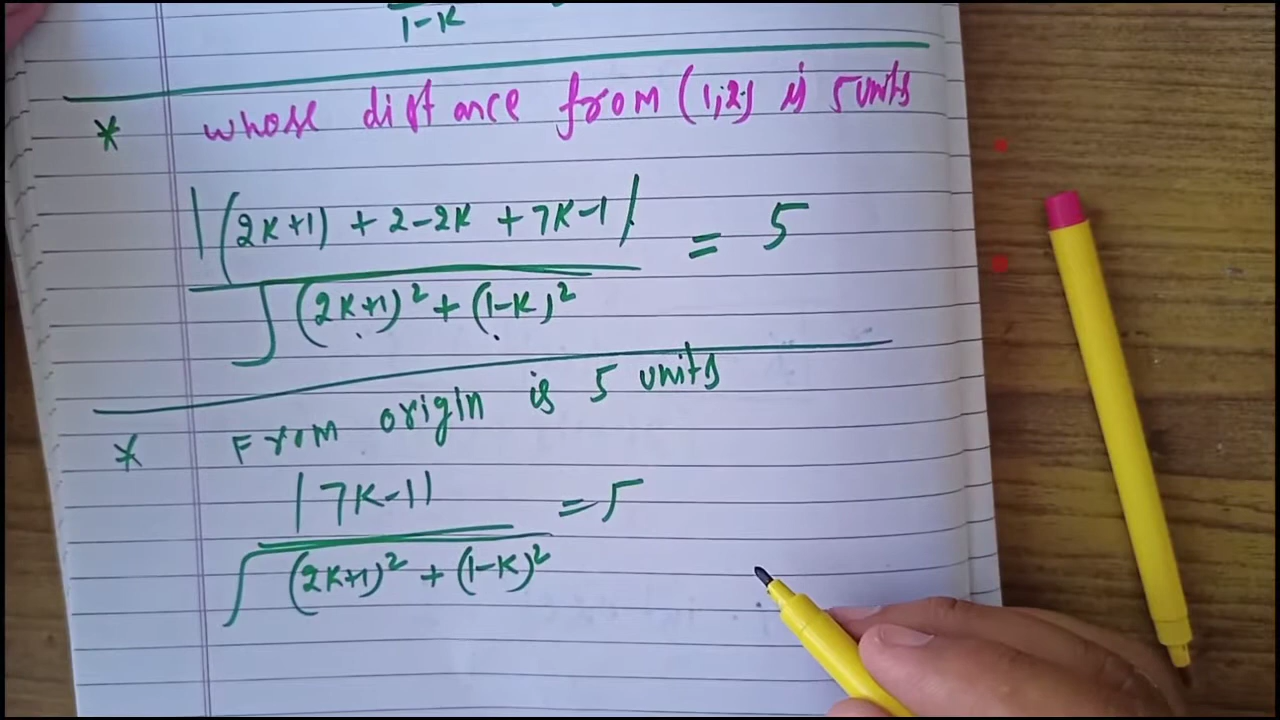 1-K
* whose distance from (1,2) is 5 units
|(2K+1) + 2-2K + 7K-1|
= 5
√(2K+1)² + (1-K)²
* From origin is 5 units
|7K-1|
= 5
√(2K+1)² + (1-K)²